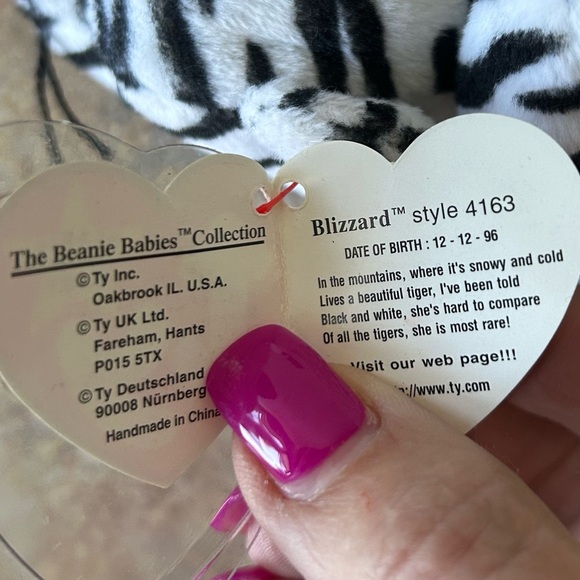 The Beanie Babies™Collection
©Ty Inc.
Oakbrook IL. U.S.A.
©Ty UK Ltd.
Fareham, Hants
P015 5TX
©Ty Deutschland
90008 Nürnberg
Handmade in China
Blizzard™ style 4163
DATE OF BIRTH : 12 - 12 - 96
In the mountains, where it's snowy and cold
Lives a beautiful tiger, I've been told
Black and white, she's hard to compare
Of all the tigers, she is most rare!
Visit our web page!!!
://www.ty.com